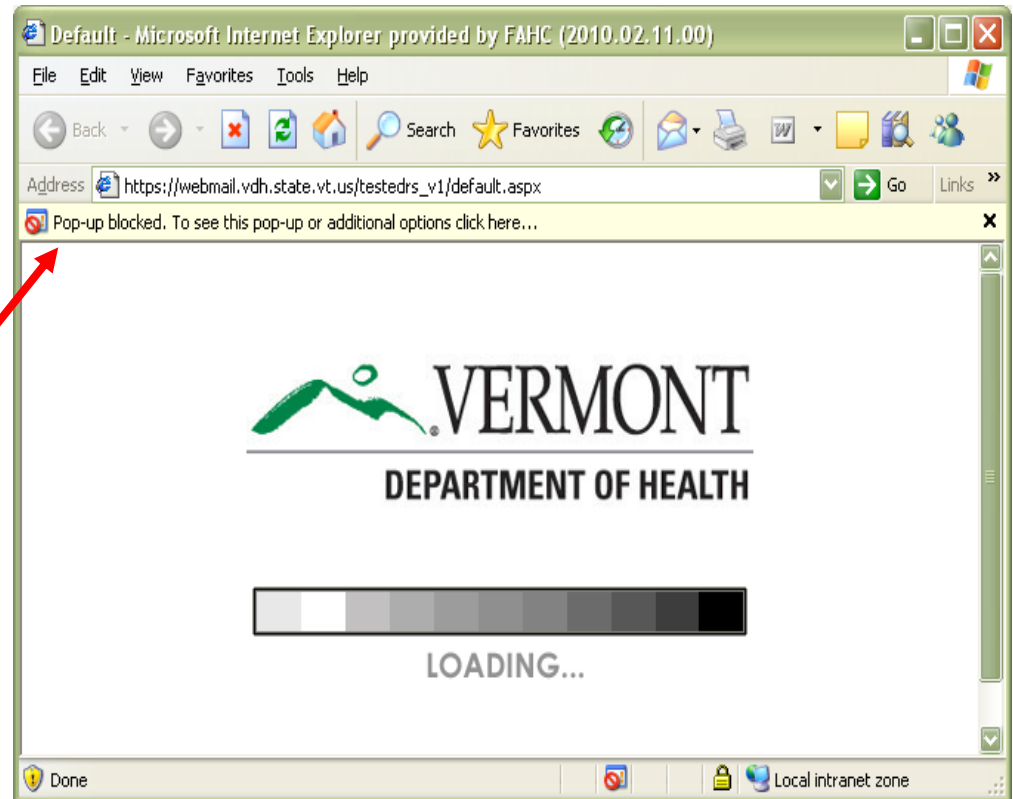 Default - Microsoft Internet Explorer provided by FAHC (2010.02.11.00)
File Edit View Favorites Tools Help
Back Search Favorites W
Address https://webmail.vdh.state.vt.us/testedrs_v1/default.aspx Go Links »
Pop-up blocked. To see this pop-up or additional options click here... x
VERMONT
DEPARTMENT OF HEALTH
LOADING...
Done Local intranet zone